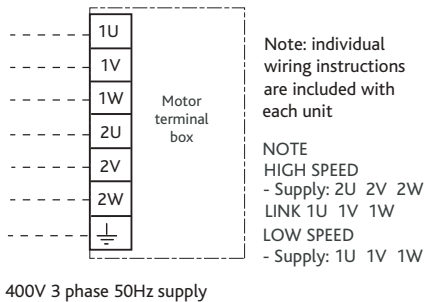 1U
1V
1W
2U
2V
2W
Motor
terminal
box
Note: individual
wiring instructions
are included with
each unit
NOTE
HIGH SPEED
- Supply: 2U 2V 2W
LINK 1U 1V 1W
LOW SPEED
- Supply: 1U 1V 1W
400V 3 phase 50Hz supply